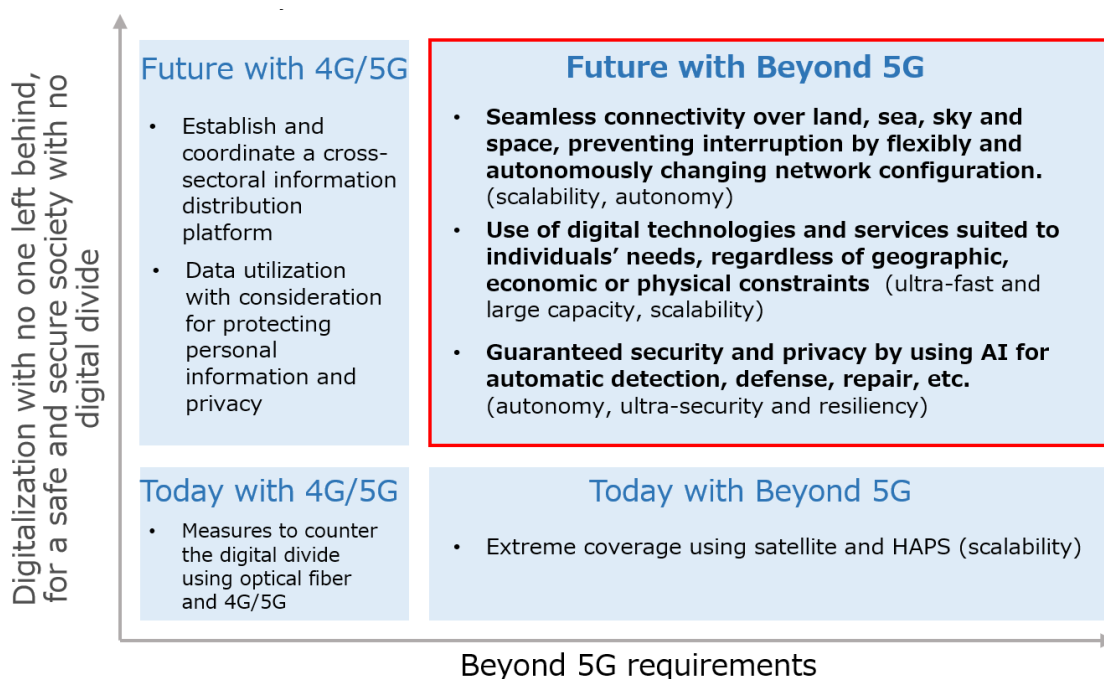 Digitalization with no one left behind,
for a safe and secure society with no
digital divide
Future with 4G/5G
• Establish and
coordinate a cross-
sectoral information
distribution
platform
• Data utilization
with consideration
for protecting
personal
information and
privacy
Future with Beyond 5G
• Seamless connectivity over land, sea, sky and
space, preventing interruption by flexibly and
autonomously changing network configuration.
(scalability, autonomy)
• Use of digital technologies and services suited to
individuals’ needs, regardless of geographic,
economic or physical constraints (ultra-fast and
large capacity, scalability)
• Guaranteed security and privacy by using AI for
automatic detection, defense, repair, etc.
(autonomy, ultra-security and resiliency)
Today with 4G/5G
• Measures to counter
the digital divide
using optical fiber
and 4G/5G
Today with Beyond 5G
• Extreme coverage using satellite and HAPS (scalability)
Beyond 5G requirements